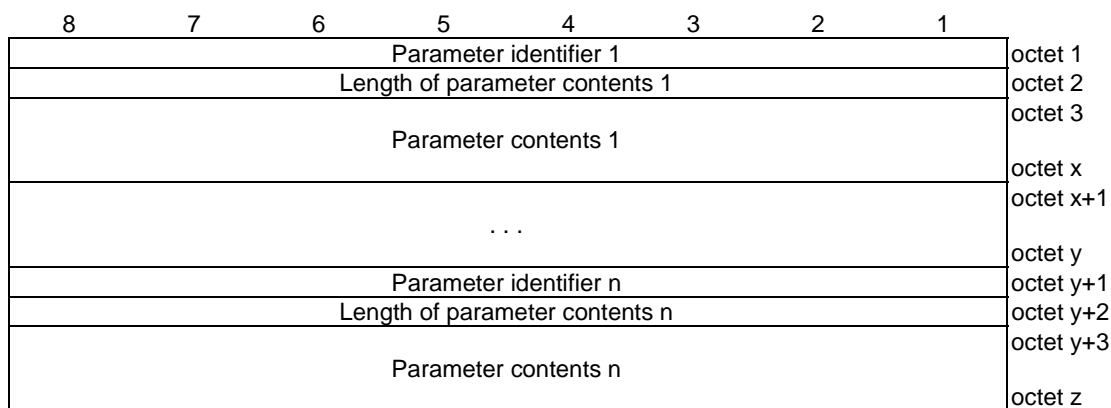 8 7 6 5 4 3 2 1
Parameter identifier 1 octet 1
Length of parameter contents 1 octet 2
octet 3
Parameter contents 1
octet x
octet x+1
. . .
octet y
Parameter identifier n octet y+1
Length of parameter contents n octet y+2
octet y+3
Parameter contents n
octet z